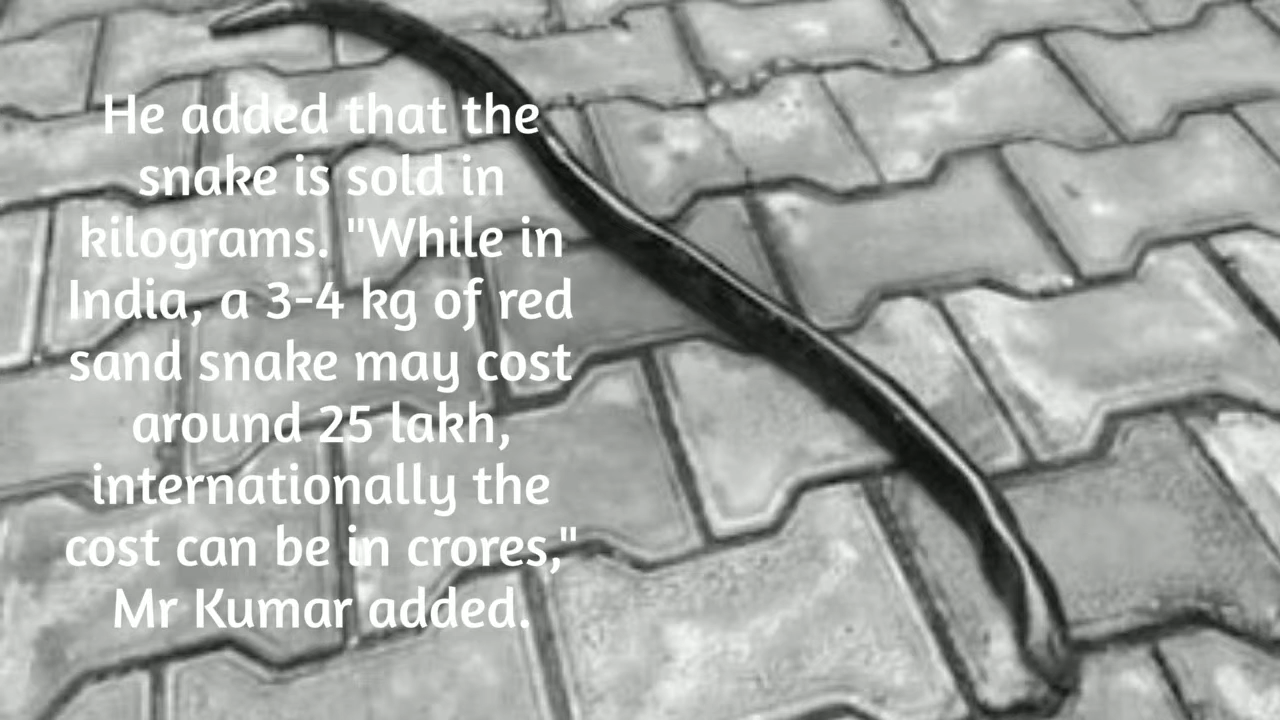 He added that the
snake is sold in
kilograms. "While in
India, a 3-4 kg of red
sand snake may cost
around 25 lakh,
internationally the
cost can be in crores,"
Mr Kumar added.